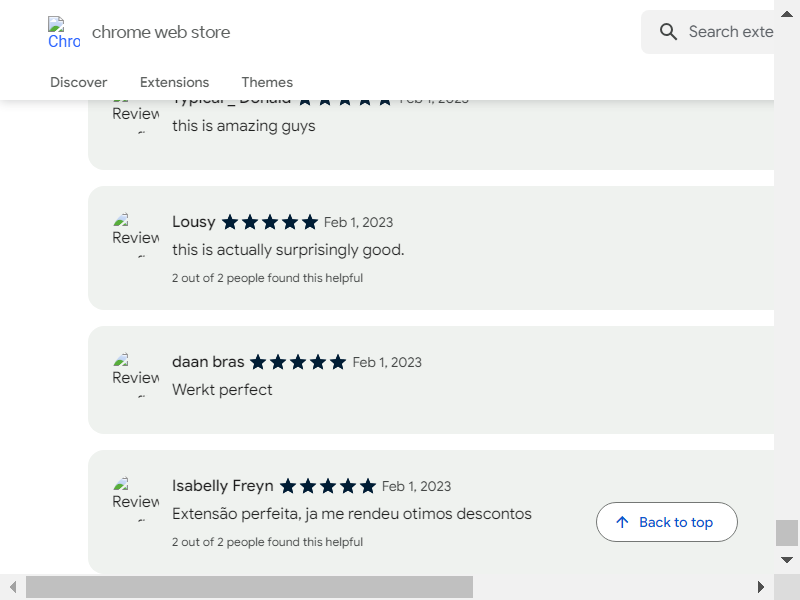 Chro
chrome web store
Search exte
Discover
Extensions
Themes
Typical _ Donald Feb 1, 2023
Review
this is amazing guys
Lousy Feb 1, 2023
Review
this is actually surprisingly good.
2 out of 2 people found this helpful
daan bras Feb 1, 2023
Review
Werkt perfect
Isabelly Freyn Feb 1, 2023
Review
Extensão perfeita, ja me rendeu otimos descontos
Back to top
2 out of 2 people found this helpful